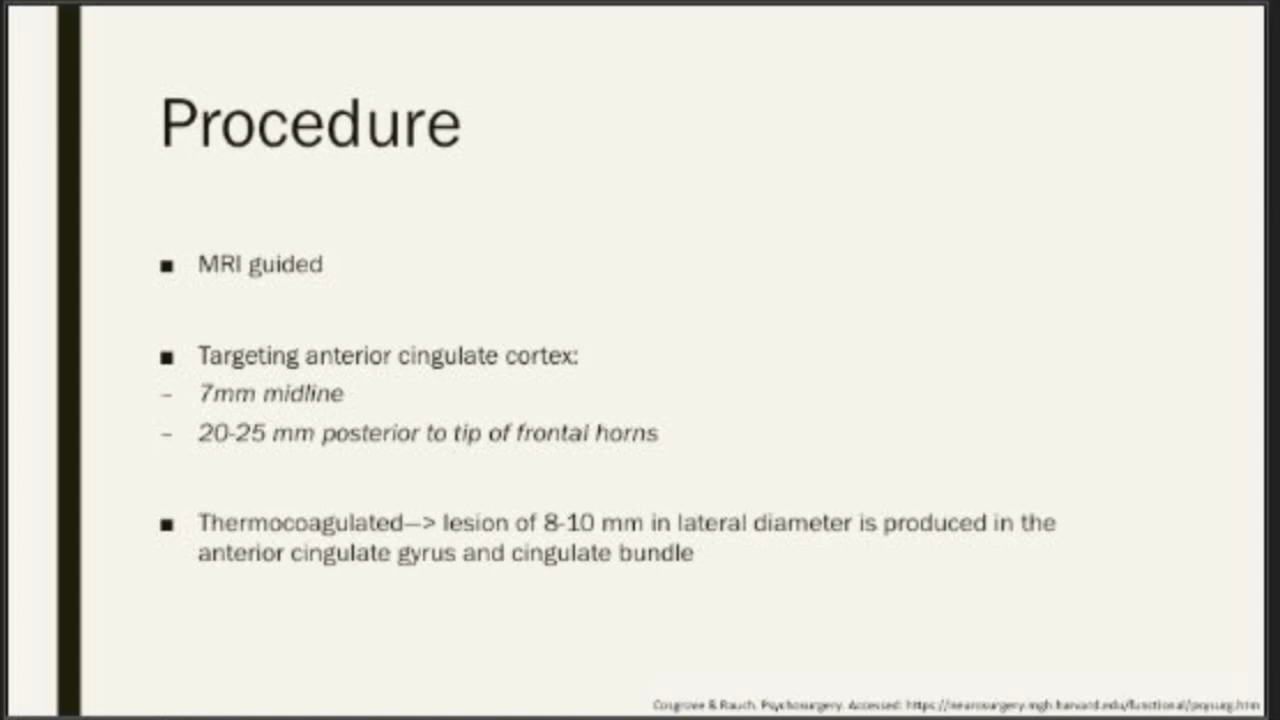 Procedure
■ MRI guided
■ Targeting anterior cingulate cortex:
– 7mm midline
– 20-25 mm posterior to tip of frontal horns
■ Thermocoagulated—> lesion of 8-10 mm in lateral diameter is produced in the
anterior cingulate gyrus and cingulate bundle
Cosgrove & Rauch. Psychosurgery. Accessed: https://neurosurgery.mgh.harvard.edu/functional/psysurg.htm